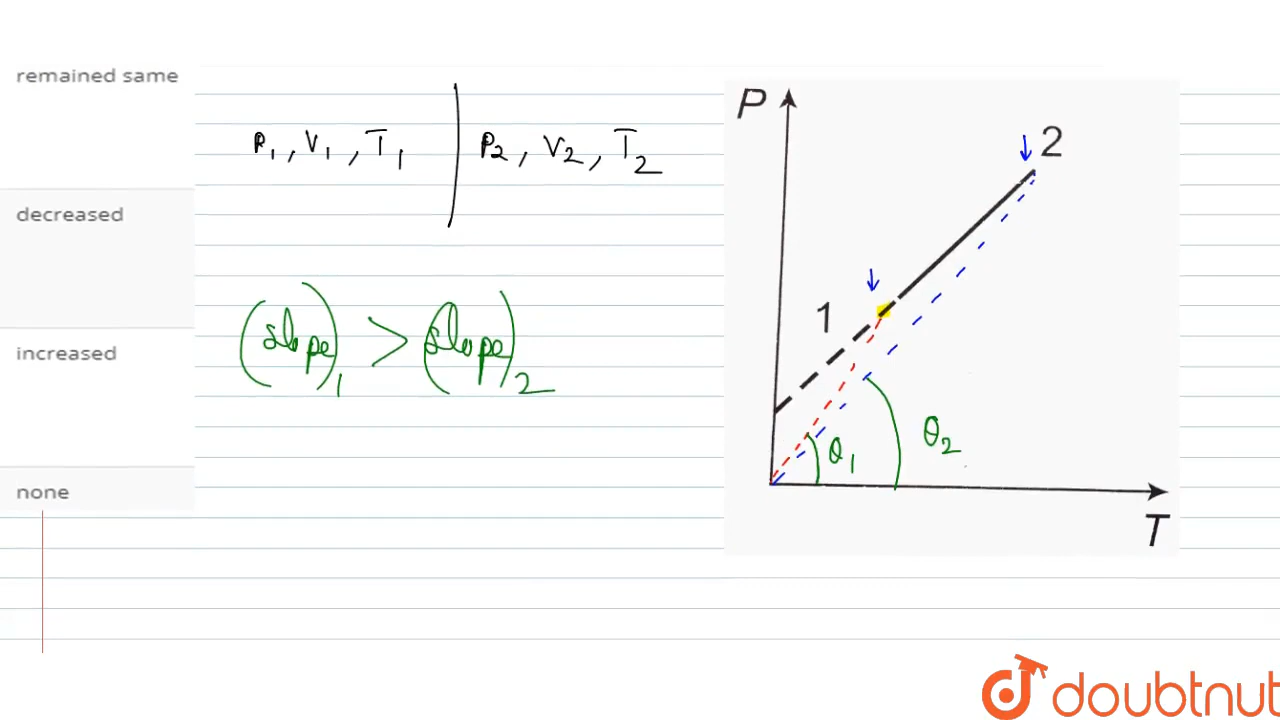 remained same
decreased
increased
none
P₁, V₁, T₁ | P₂, V₂, T₂
(slope)₁ > (slope)₂
P
2
1
θ₁
θ₂
T
doubtnut